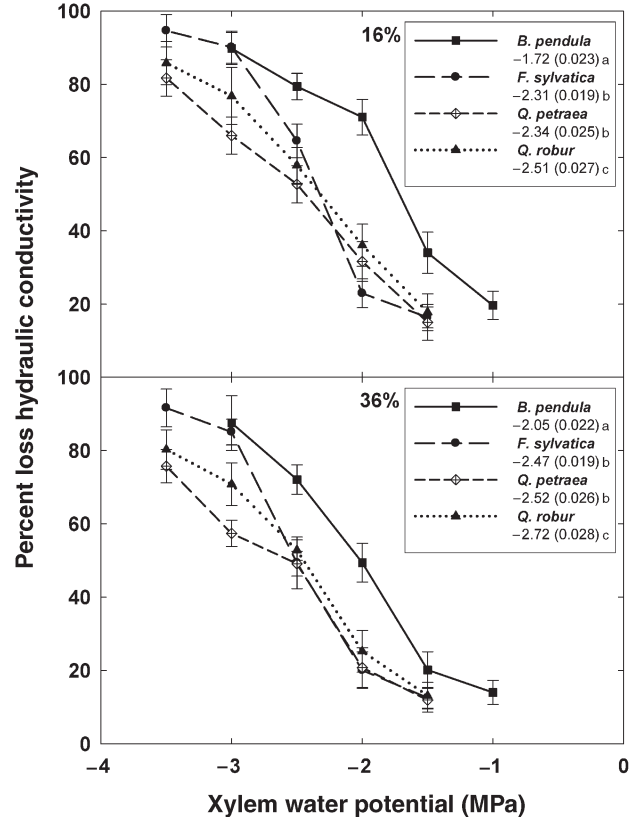 100
80
60
40
20
16%
B. pendula
−1.72 (0.023) a
F. sylvatica
−2.31 (0.019) b
Q. petraea
−2.34 (0.025) b
Q. robur
−2.51 (0.027) c
Percent loss hydraulic conductivity
100
80
60
40
20
0
36%
B. pendula
−2.05 (0.022) a
F. sylvatica
−2.47 (0.019) b
Q. petraea
−2.52 (0.026) b
Q. robur
−2.72 (0.028) c
−4 −3 −2 −1 0
Xylem water potential (MPa)